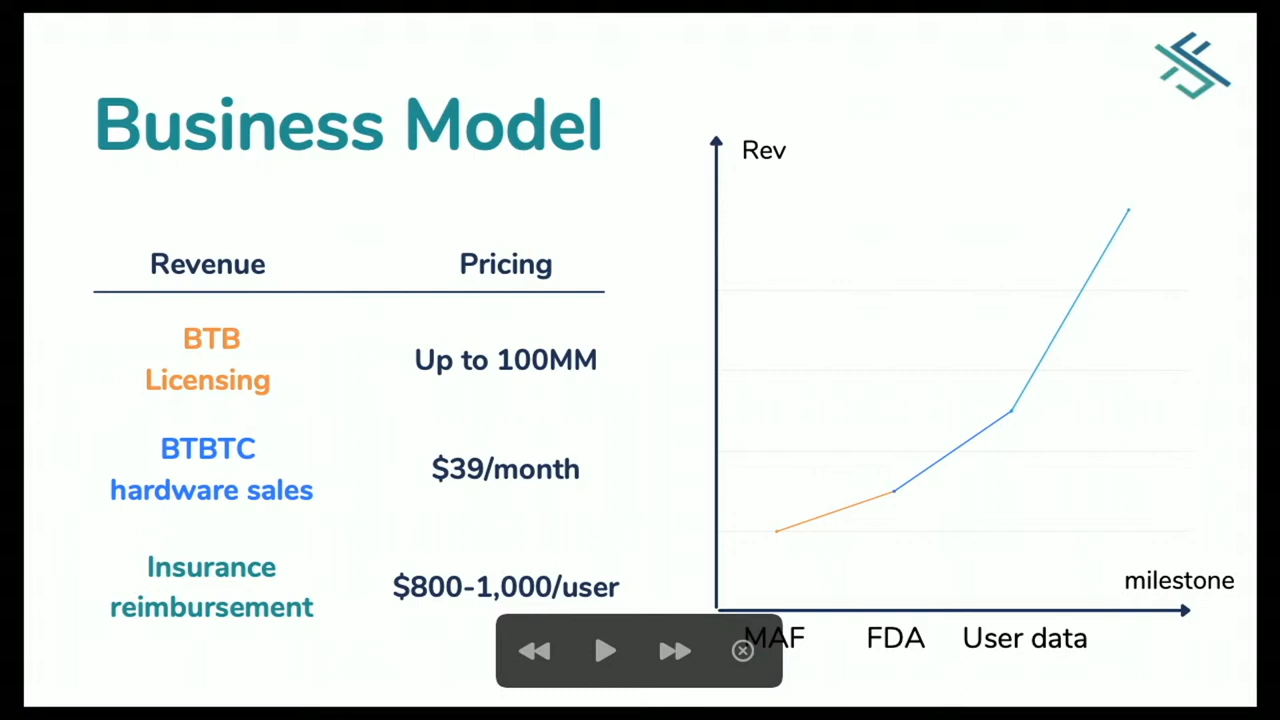 Business Model
Rev
Revenue
Pricing
BTB
Licensing
Up to 100MM
BTBTC
hardware sales
$39/month
Insurance
reimbursement
$800-1,000/user
milestone
MAF
FDA
User data